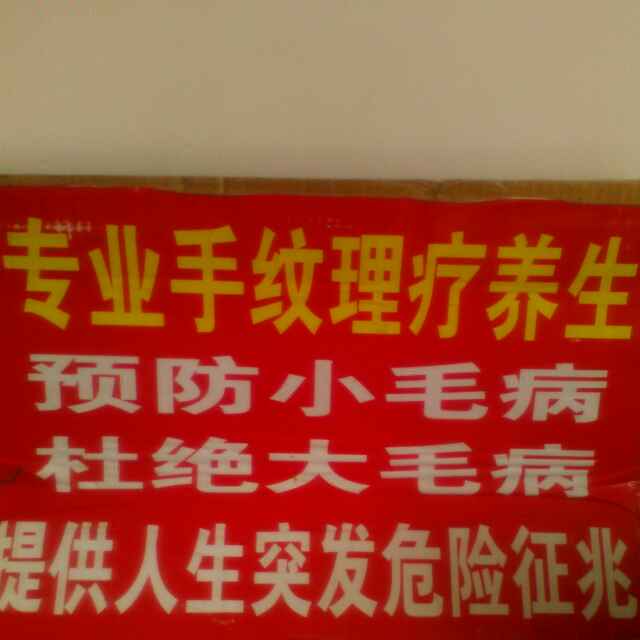 专业手纹理疗养生
预防小毛病
杜绝大毛病
提供人生突发危险征兆